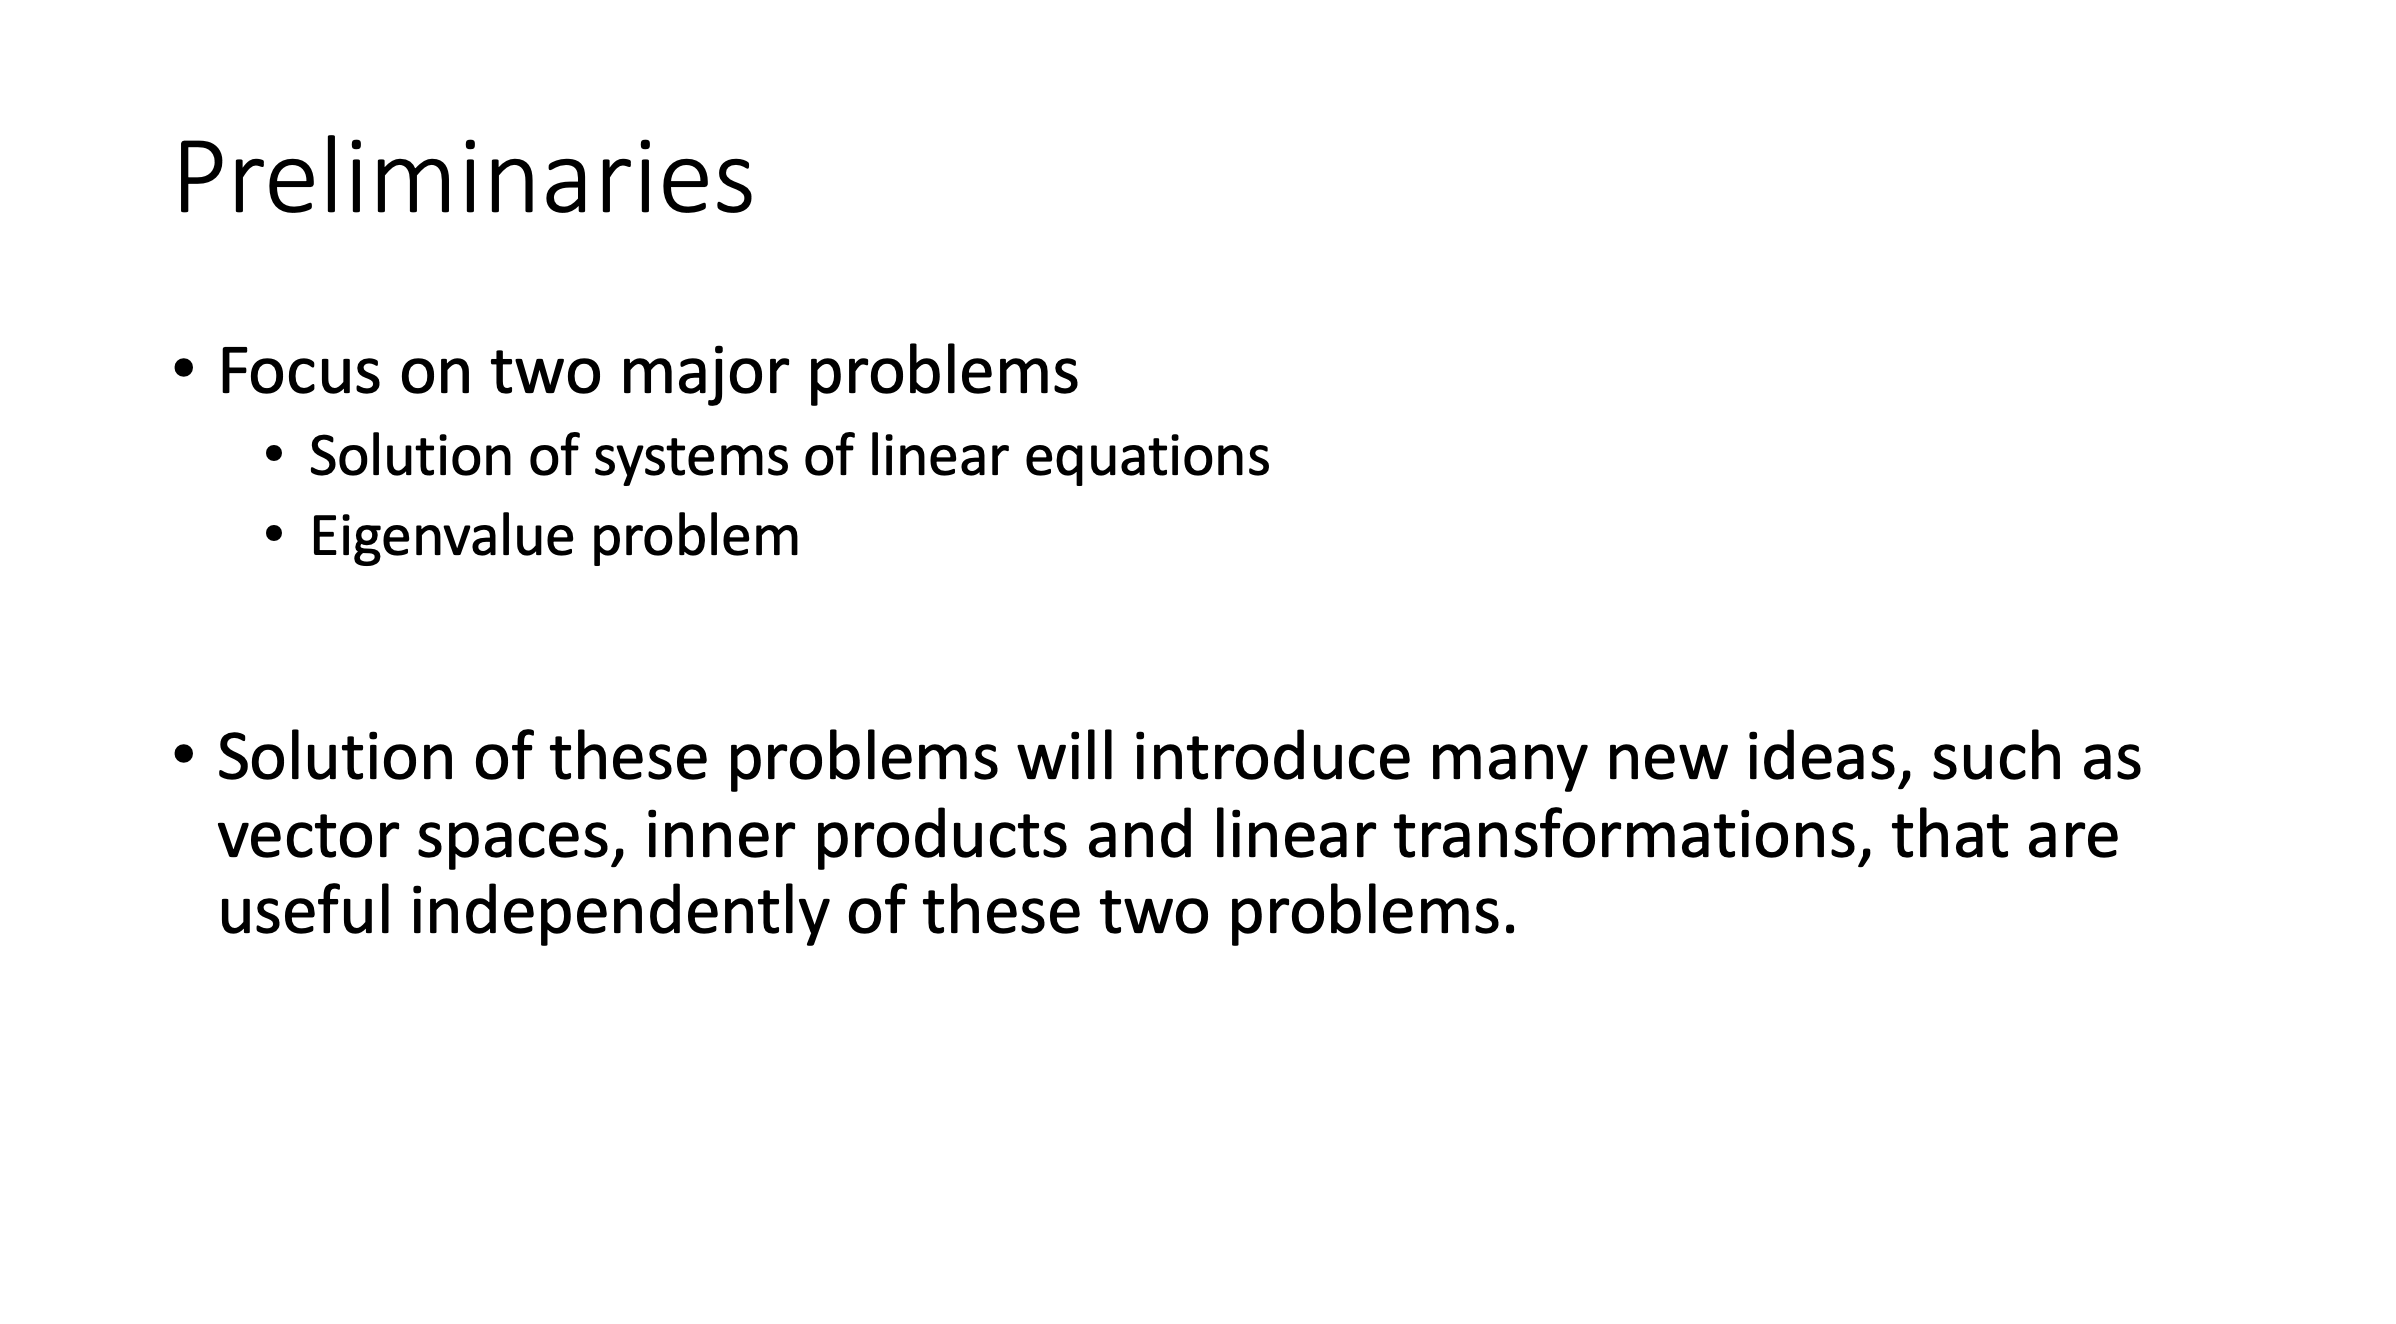 Preliminaries
• Focus on two major problems
• Solution of systems of linear equations
• Eigenvalue problem
• Solution of these problems will introduce many new ideas, such as
vector spaces, inner products and linear transformations, that are
useful independently of these two problems.